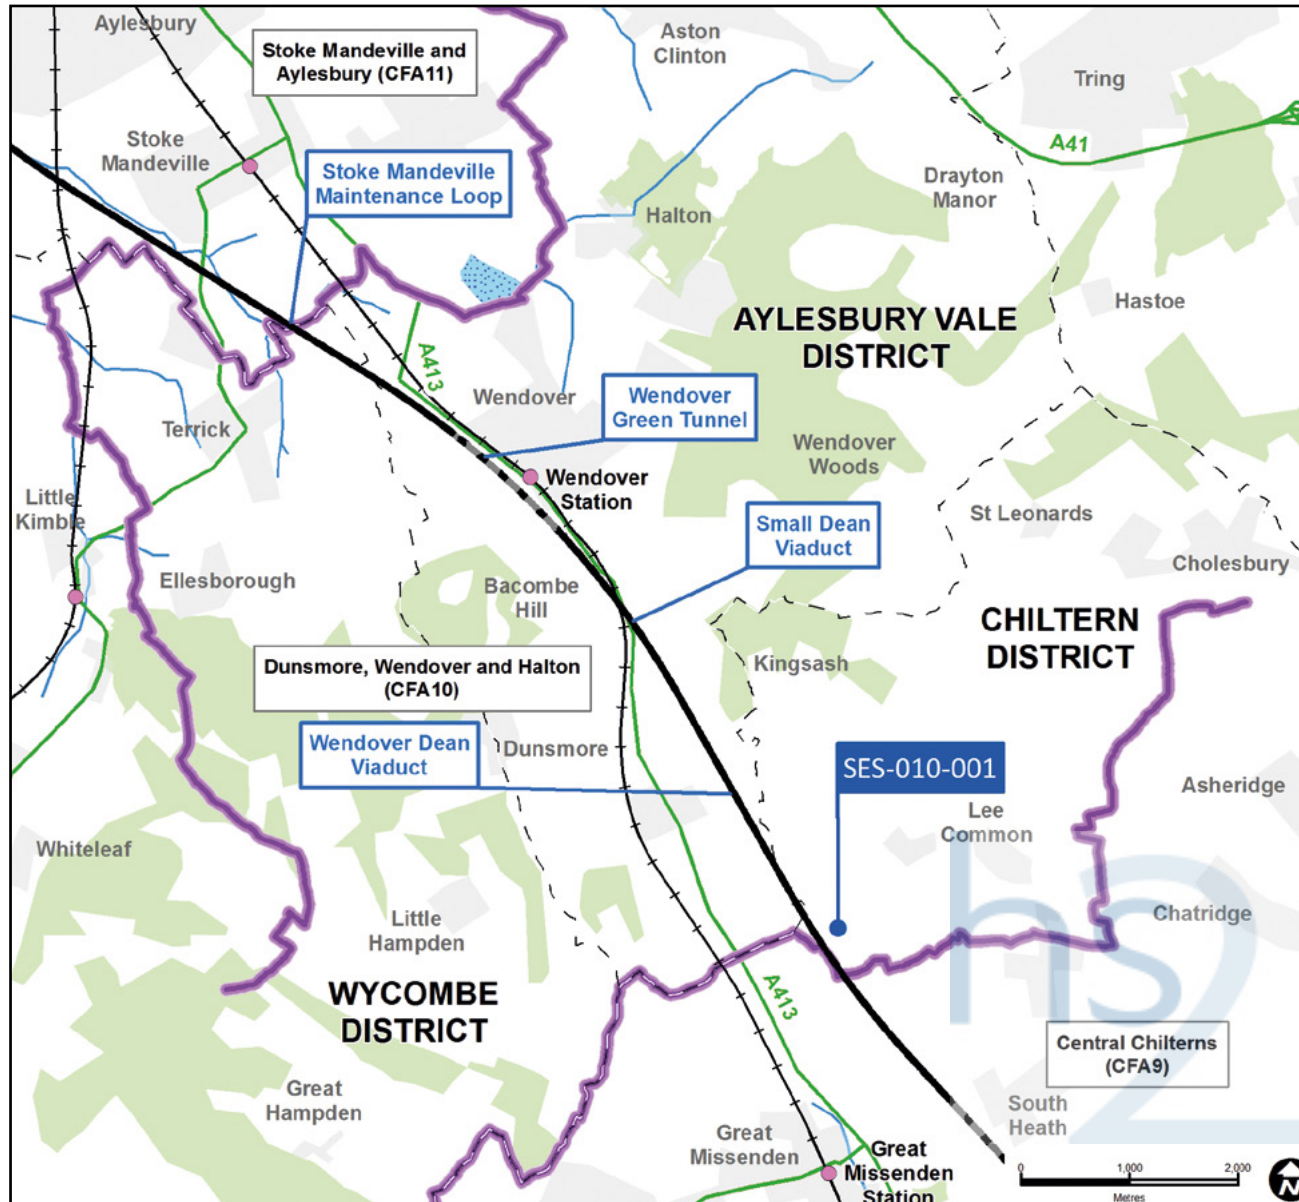 Aylesbury
Stoke Mandeville and
Aylesbury (CFA11)
Aston
Clinton
Tring
A41
Stoke
Mandeville
Stoke Mandeville
Maintenance Loop
Halton
Drayton
Manor
Hastoe
AYLESBURY VALE
DISTRICT
A413
Wendover
Wendover
Green Tunnel
Terrick
Wendover
Woods
Wendover
Station
Little
Kimble
Small Dean
Viaduct
St Leonards
Cholesbury
Ellesborough
Bacombe
Hill
CHILTERN
DISTRICT
Kingsash
Dunsmore, Wendover and Halton
(CFA10)
Wendover Dean
Viaduct
Dunsmore
SES-010-001
Asheridge
Lee
Common
Whiteleaf
Little
Hampden
Chatridge
hs2
WYCOMBE
DISTRICT
A413
Central Chilterns
(CFA9)
Great
Hampden
South
Heath
Great
Missenden
Great
Missenden
Station
0 1,000 2,000
Metres
N